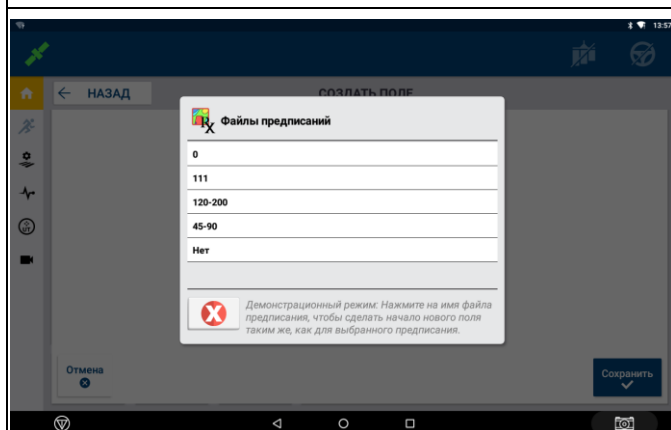 13:57
НАЗАД
СОЗДАТЬ ПОЛЕ
Rx Файлы предписаний
0
111
120-200
45-90
Нет
Демонстрационный режим: Нажмите на имя файла
предписания, чтобы сделать начало нового поля
таким же, как для выбранного предписания.
Отмена
Сохранить